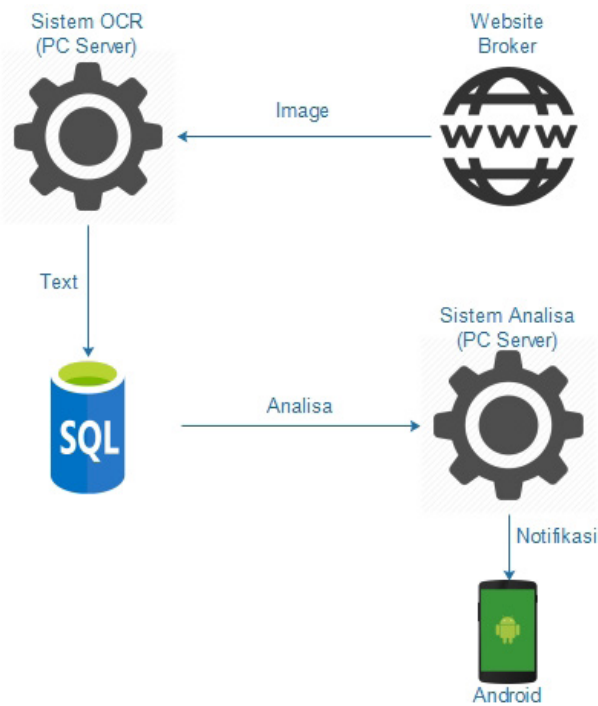 Sistem OCR
(PC Server)
Website
Broker
Image
WWW
Text
SQL
Analisa
Sistem Analisa
(PC Server)
Notifikasi
Android